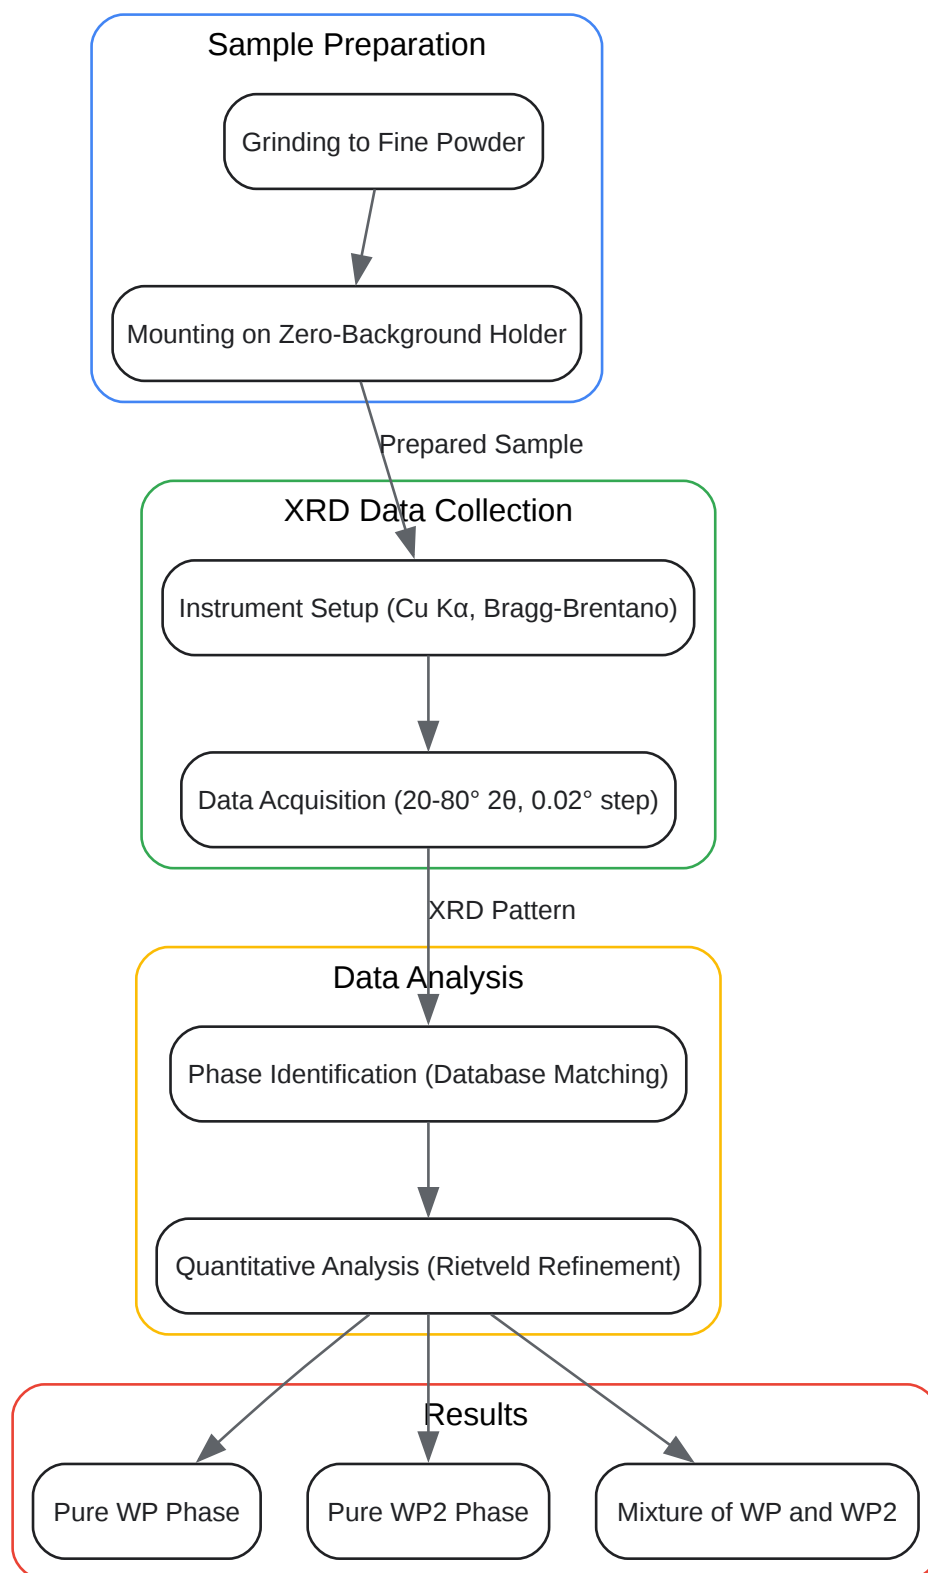 Sample Preparation
Grinding to Fine Powder
Mounting on Zero-Background Holder
Prepared Sample
XRD Data Collection
Instrument Setup (Cu Kα, Bragg-Brentano)
Data Acquisition (20-80° 2θ, 0.02° step)
XRD Pattern
Data Analysis
Phase Identification (Database Matching)
Quantitative Analysis (Rietveld Refinement)
Results
Pure WP Phase
Pure WP2 Phase
Mixture of WP and WP2